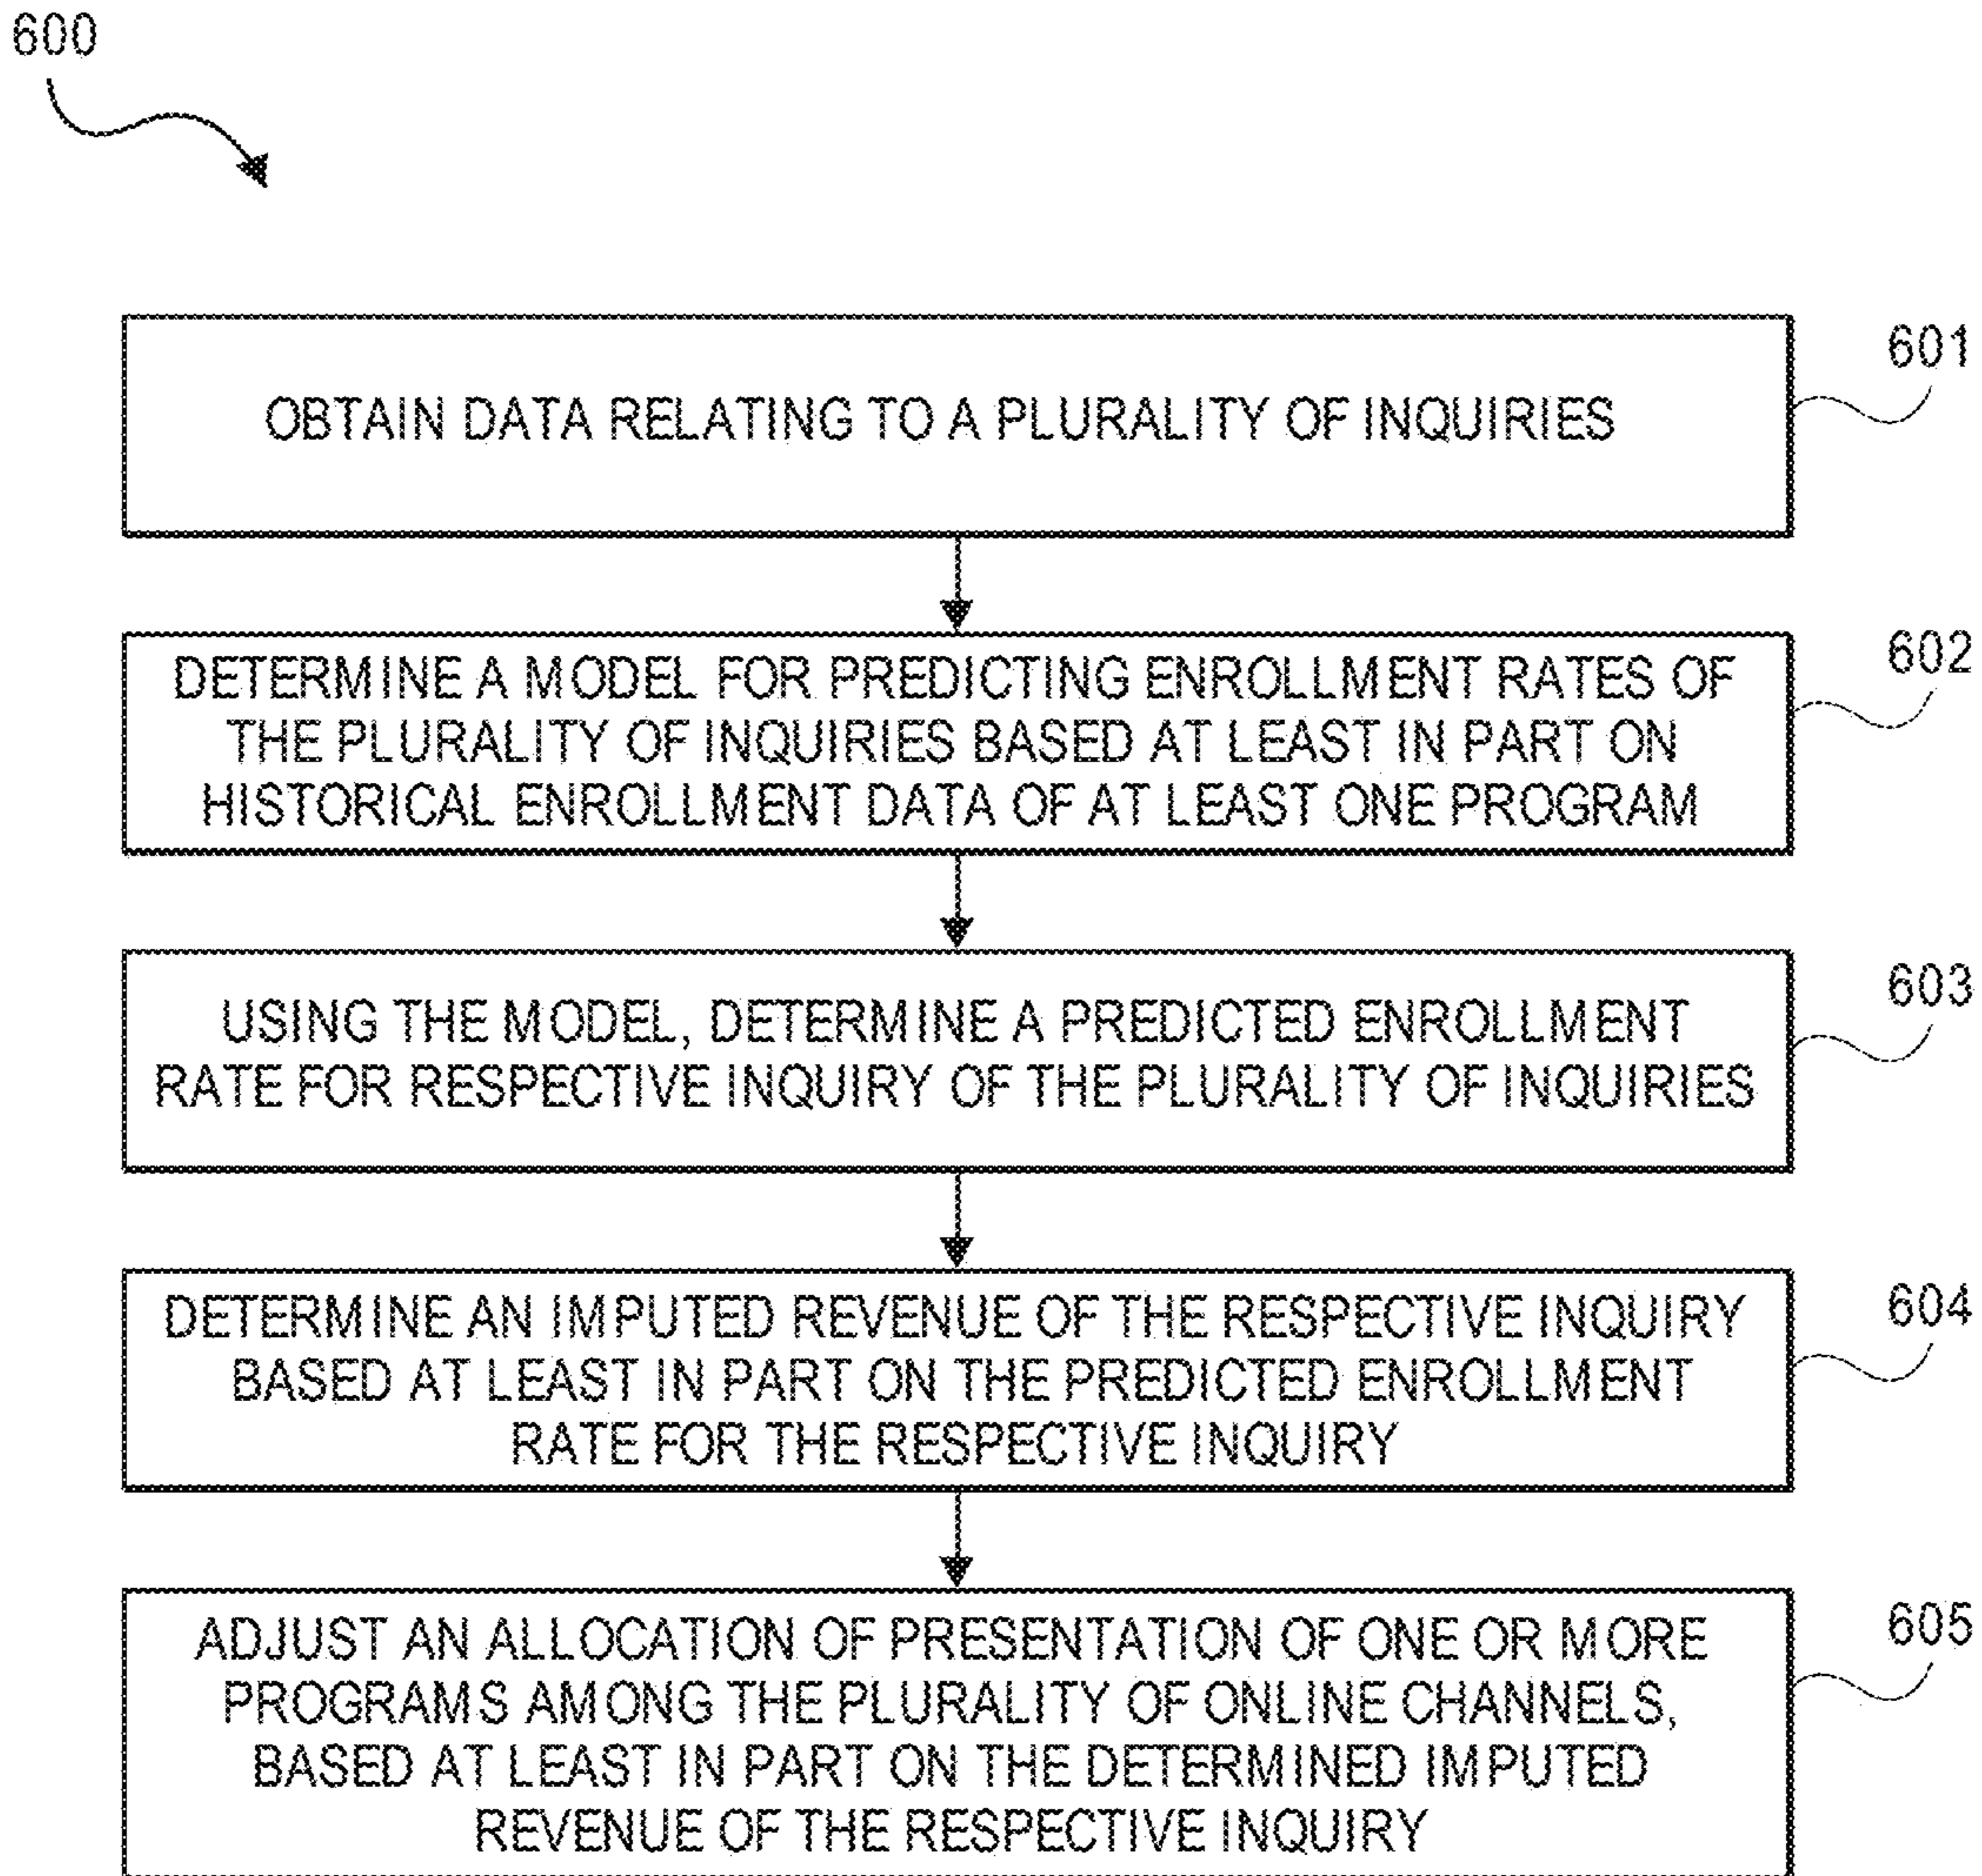 600
601
OBTAIN DATA RELATING TO A PLURALITY OF INQUIRIES
602
DETERMINE A MODEL FOR PREDICTING ENROLLMENT RATES OF
THE PLURALITY OF INQUIRIES BASED AT LEAST IN PART ON
HISTORICAL ENROLLMENT DATA OF AT LEAST ONE PROGRAM
603
USING THE MODEL, DETERMINE A PREDICTED ENROLLMENT
RATE FOR RESPECTIVE INQUIRY OF THE PLURALITY OF INQUIRIES
604
DETERMINE AN IMPUTED REVENUE OF THE RESPECTIVE INQUIRY
BASED AT LEAST IN PART ON THE PREDICTED ENROLLMENT
RATE FOR THE RESPECTIVE INQUIRY
605
ADJUST AN ALLOCATION OF PRESENTATION OF ONE OR MORE
PROGRAMS AMONG THE PLURALITY OF ONLINE CHANNELS,
BASED AT LEAST IN PART ON THE DETERMINED IMPUTED
REVENUE OF THE RESPECTIVE INQUIRY